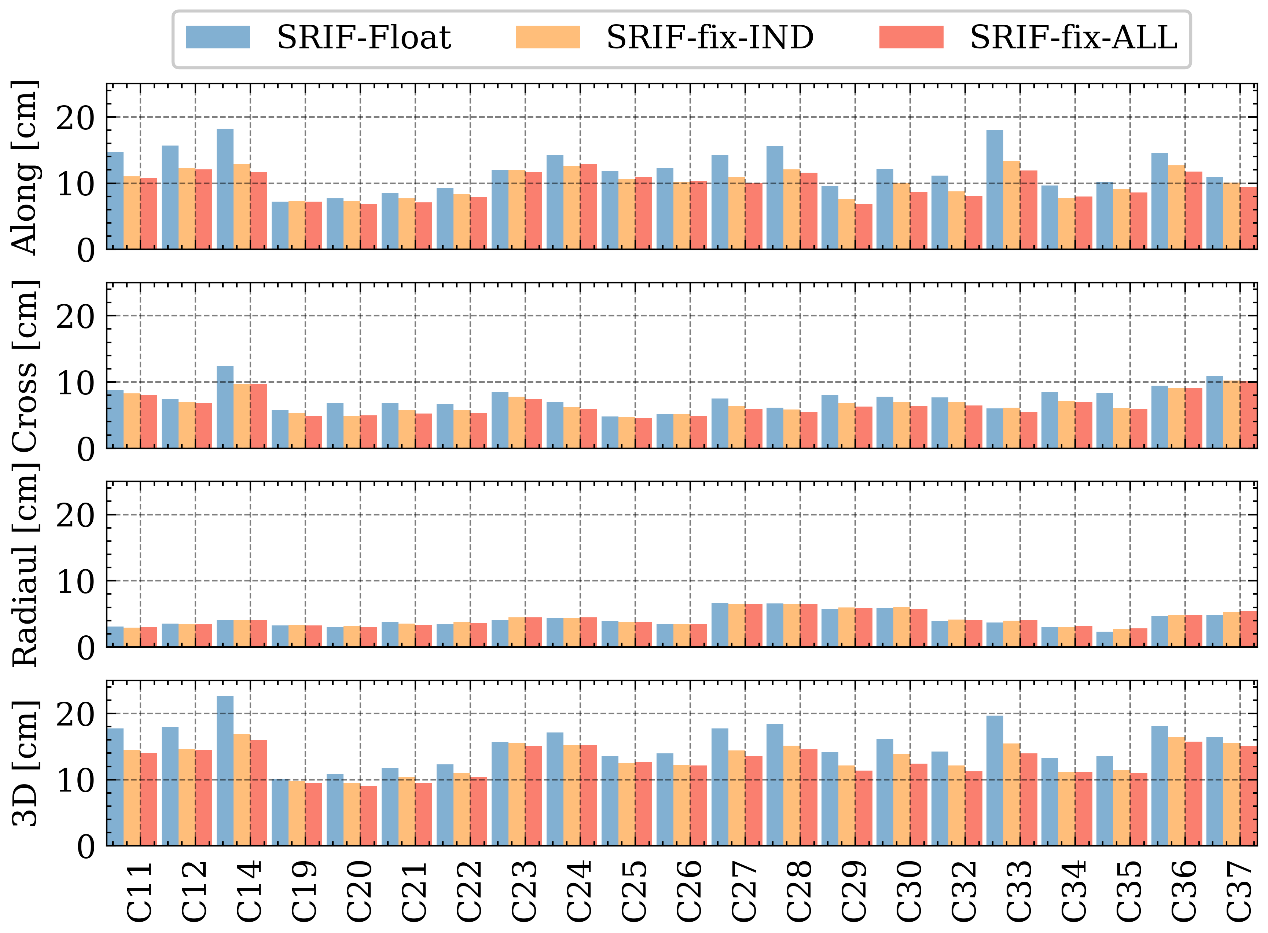 SRIF-Float SRIF-fix-IND SRIF-fix-ALL
Along [cm]
20
10
0
Cross [cm]
20
10
0
Radiaul [cm]
20
10
0
3D [cm]
20
10
0
C11 C12 C14 C19 C20 C21 C22 C23 C24 C25 C26 C27 C28 C29 C30 C32 C33 C34 C35 C36 C37